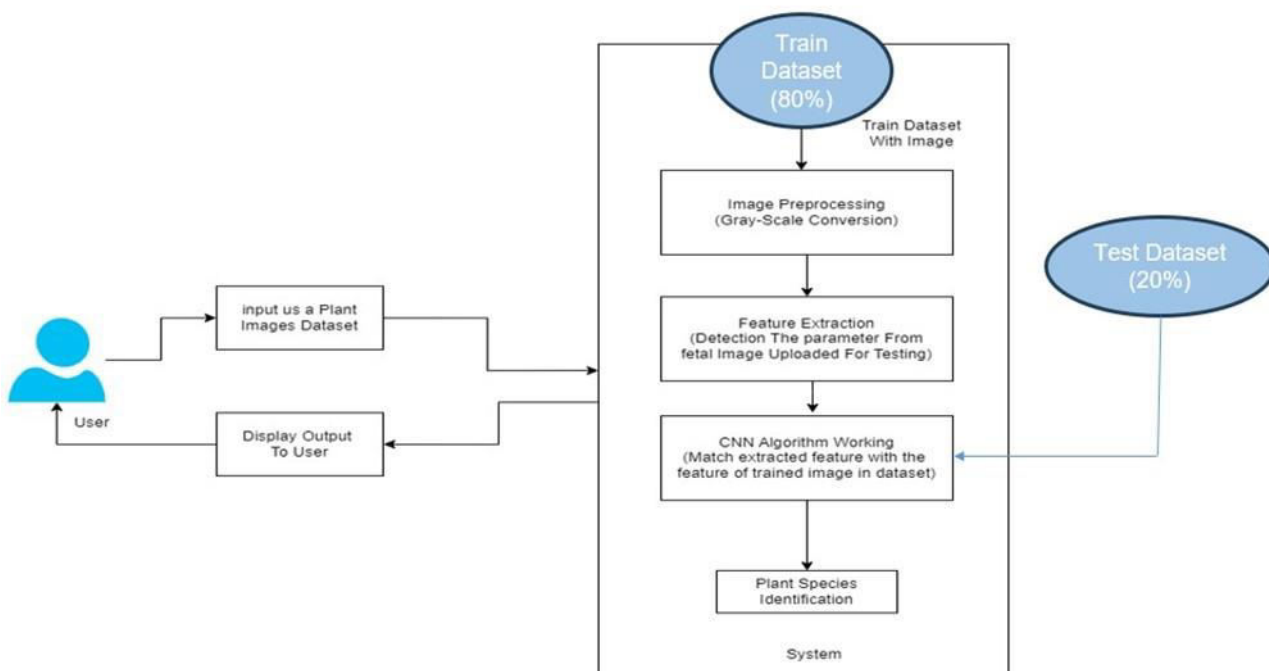 Train
Dataset
(80%)
Train Dataset
With Image
Image Preprocessing
(Gray-Scale Conversion)
Test Dataset
(20%)
input us a Plant
Images Dataset
Feature Extraction
(Detection The parameter From
fetal Image Uploaded For Testing)
User
Display Output
To User
CNN Algorithm Working
(Match extracted feature with the
feature of trained image in dataset)
Plant Species
Identification
System